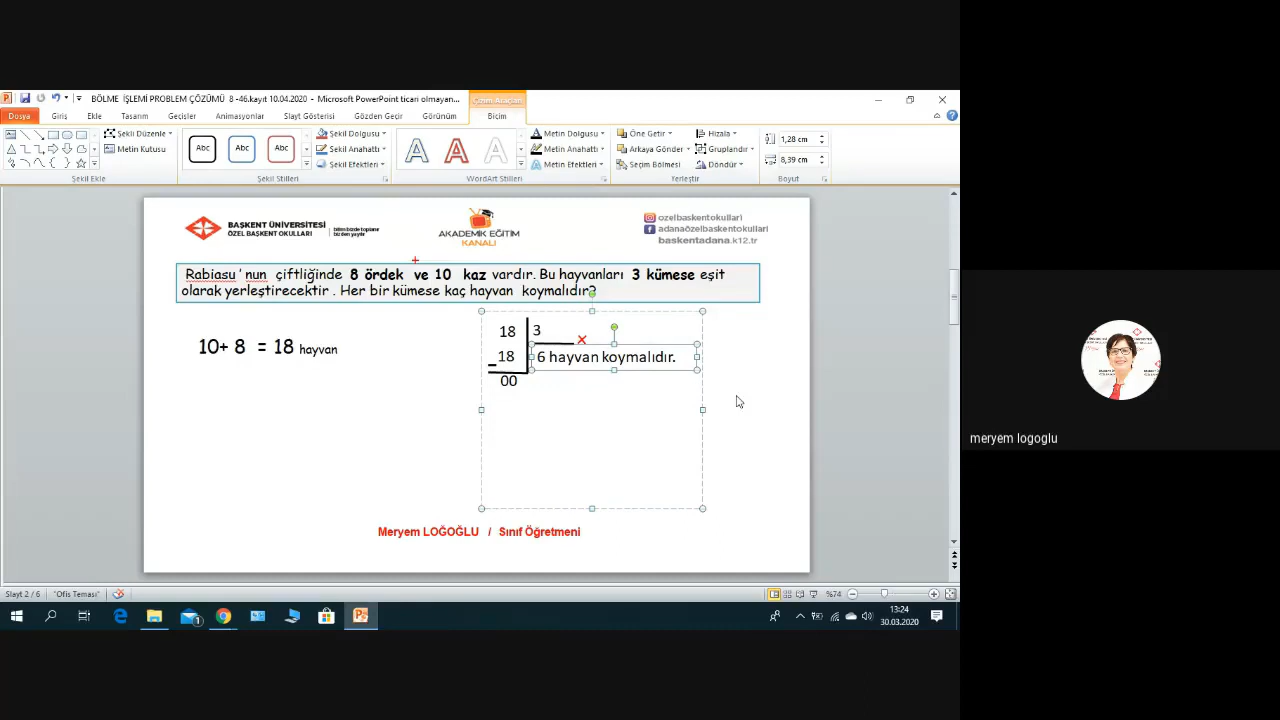 BÖLME İŞLEMİ PROBLEM ÇÖZÜMÜ 8 -46.kayıt 10.04.2020 - Microsoft PowerPoint ticari olmayan...
Çizim Araçları
Dosya Giriş Ekle Tasarım Geçişler Animasyonlar Slayt Gösterisi Gözden Geçir Görünüm Biçim
Şekli Düzenle
Metin Kutusu
Abc Abc Abc
Şekil Dolgusu
Şekil Anahattı
Şekil Efektleri
A A A
Metin Dolgusu
Metin Anahattı
Metin Efektleri
Öne Getir
Arkaya Gönder
Seçim Bölmesi
Hizala
Gruplandır
Döndür
1,28 cm
8,39 cm
Şekil Ekle Şekil Stilleri WordArt Stilleri Yerleştir Boyut
BAŞKENT ÜNİVERSİTESİ
ÖZEL BAŞKENT OKULLARI
bilim bizde toplanır
bizden yayılır
AKADEMİK EĞİTİM
KANALI
ozelbaskentokullari
adanaözelbaskentokullari
baskentadana.k12.tr
Rabiasu ' nun çiftliğinde 8 ördek ve 10 kaz vardır. Bu hayvanları 3 kümese eşit
olarak yerleştirecektir . Her bir kümese kaç hayvan koymalıdır?
10+ 8 = 18 hayvan
18 3
18 6 hayvan koymalıdır.
00
Meryem LOĞOĞLU / Sınıf Öğretmeni
Slayt 2 / 6 "Ofis Teması" %74
1
13:24
30.03.2020
meryem logoglu